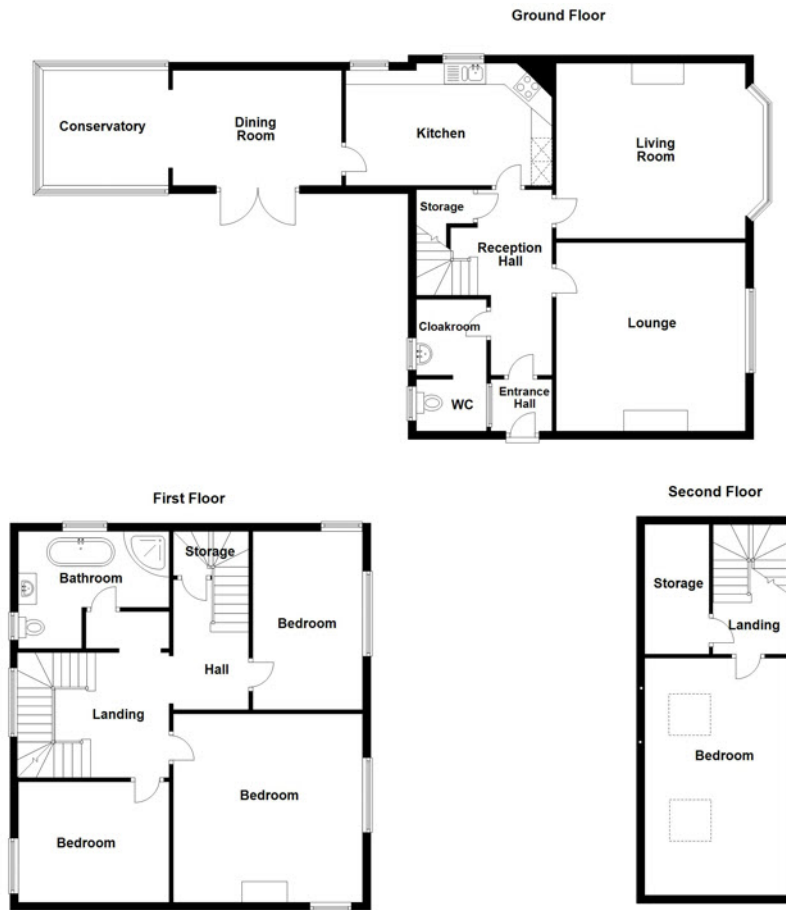 Ground Floor
Conservatory
Dining
Room
Kitchen
Living
Room
Storage
Reception
Hall
Cloakroom
Lounge
WC
Entrance
Hall
First Floor
Bathroom
Storage
Bedroom
Hall
Landing
Bedroom
Bedroom
Second Floor
Storage
Landing
Bedroom